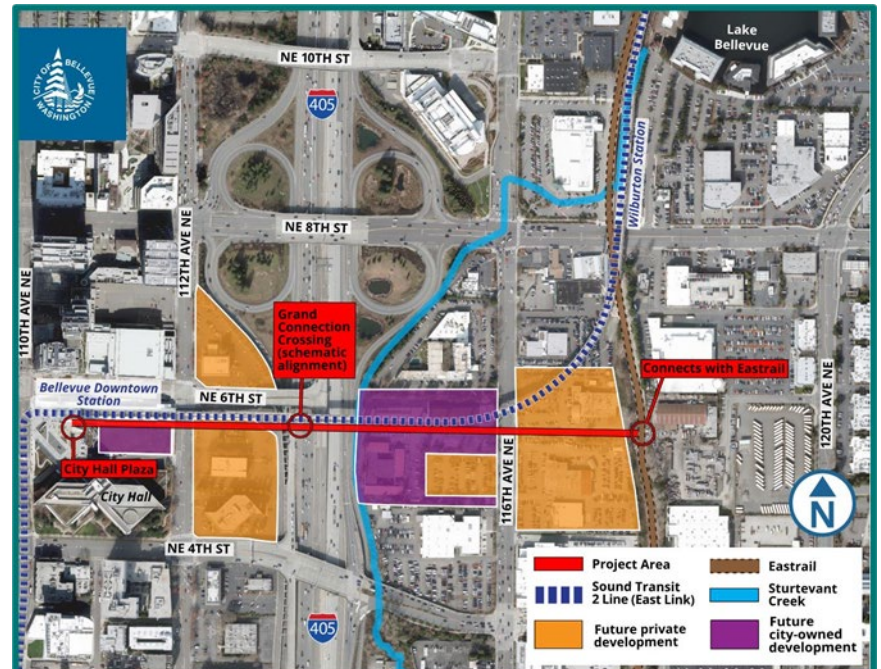 CITY OF BELLEVUE
WASHINGTON
NE 10TH ST
Lake
Bellevue
405
Wilburton Station
NE 8TH ST
112TH AVE NE
110TH AVE NE
Grand
Connection
Crossing
(schematic
alignment)
Bellevue Downtown
Station
NE 6TH ST
Connects with Eastrail
120TH AVE NE
City Hall Plaza
City Hall
116TH AVE NE
N
NE 4TH ST
405
Project Area
Eastrail
Sound Transit
2 Line (East Link)
Sturtevant
Creek
Future private
development
Future
city-owned
development